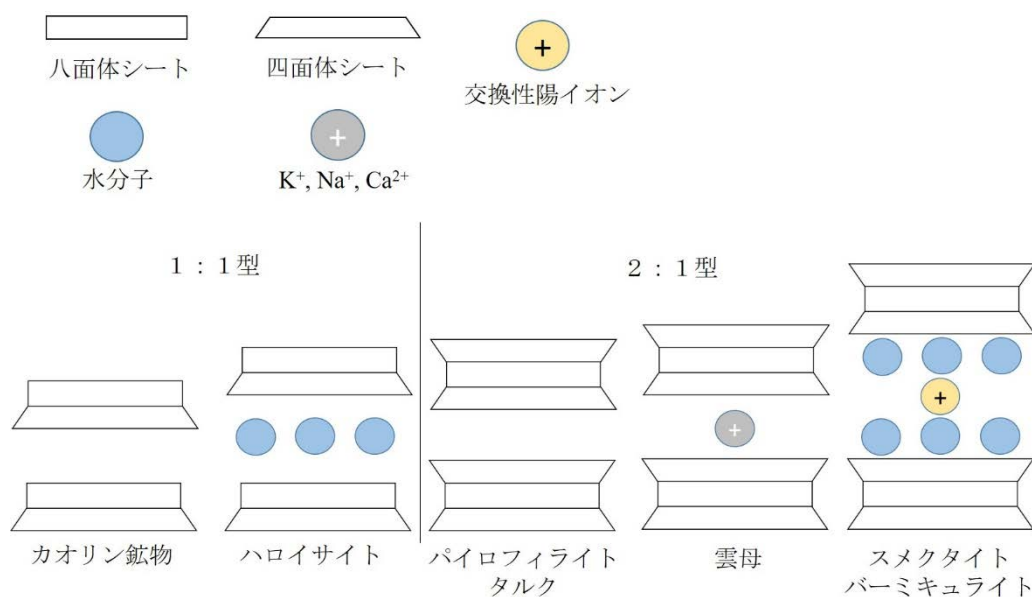 八面体シート
四面体シート
+
交換性陽イオン
水分子
+
K⁺, Na⁺, Ca²⁺
1：1型
2：1型
+
+
カオリン鉱物
ハロイサイト
パイロフィライト
タルク
雲母
スメクタイト
バーミキュライト